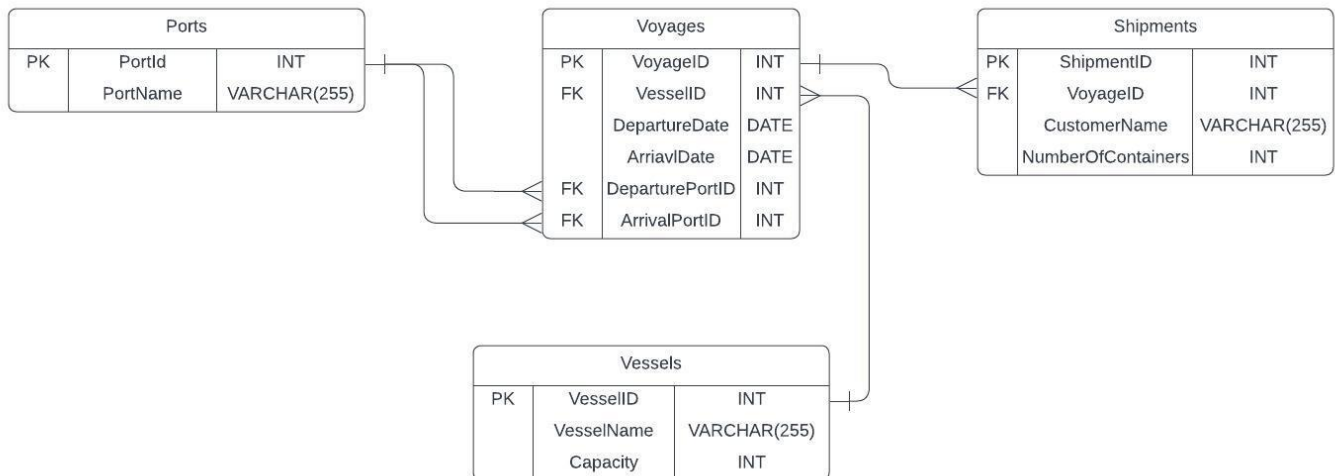 Ports
PK PortId INT
PortName VARCHAR(255)
Voyages
PK VoyageID INT
FK VesselID INT
DepartureDate DATE
ArriavlDate DATE
FK DeparturePortID INT
FK ArrivalPortID INT
Shipments
PK ShipmentID INT
FK VoyageID INT
CustomerName VARCHAR(255)
NumberOfContainers INT
Vessels
PK VesselID INT
VesselName VARCHAR(255)
Capacity INT